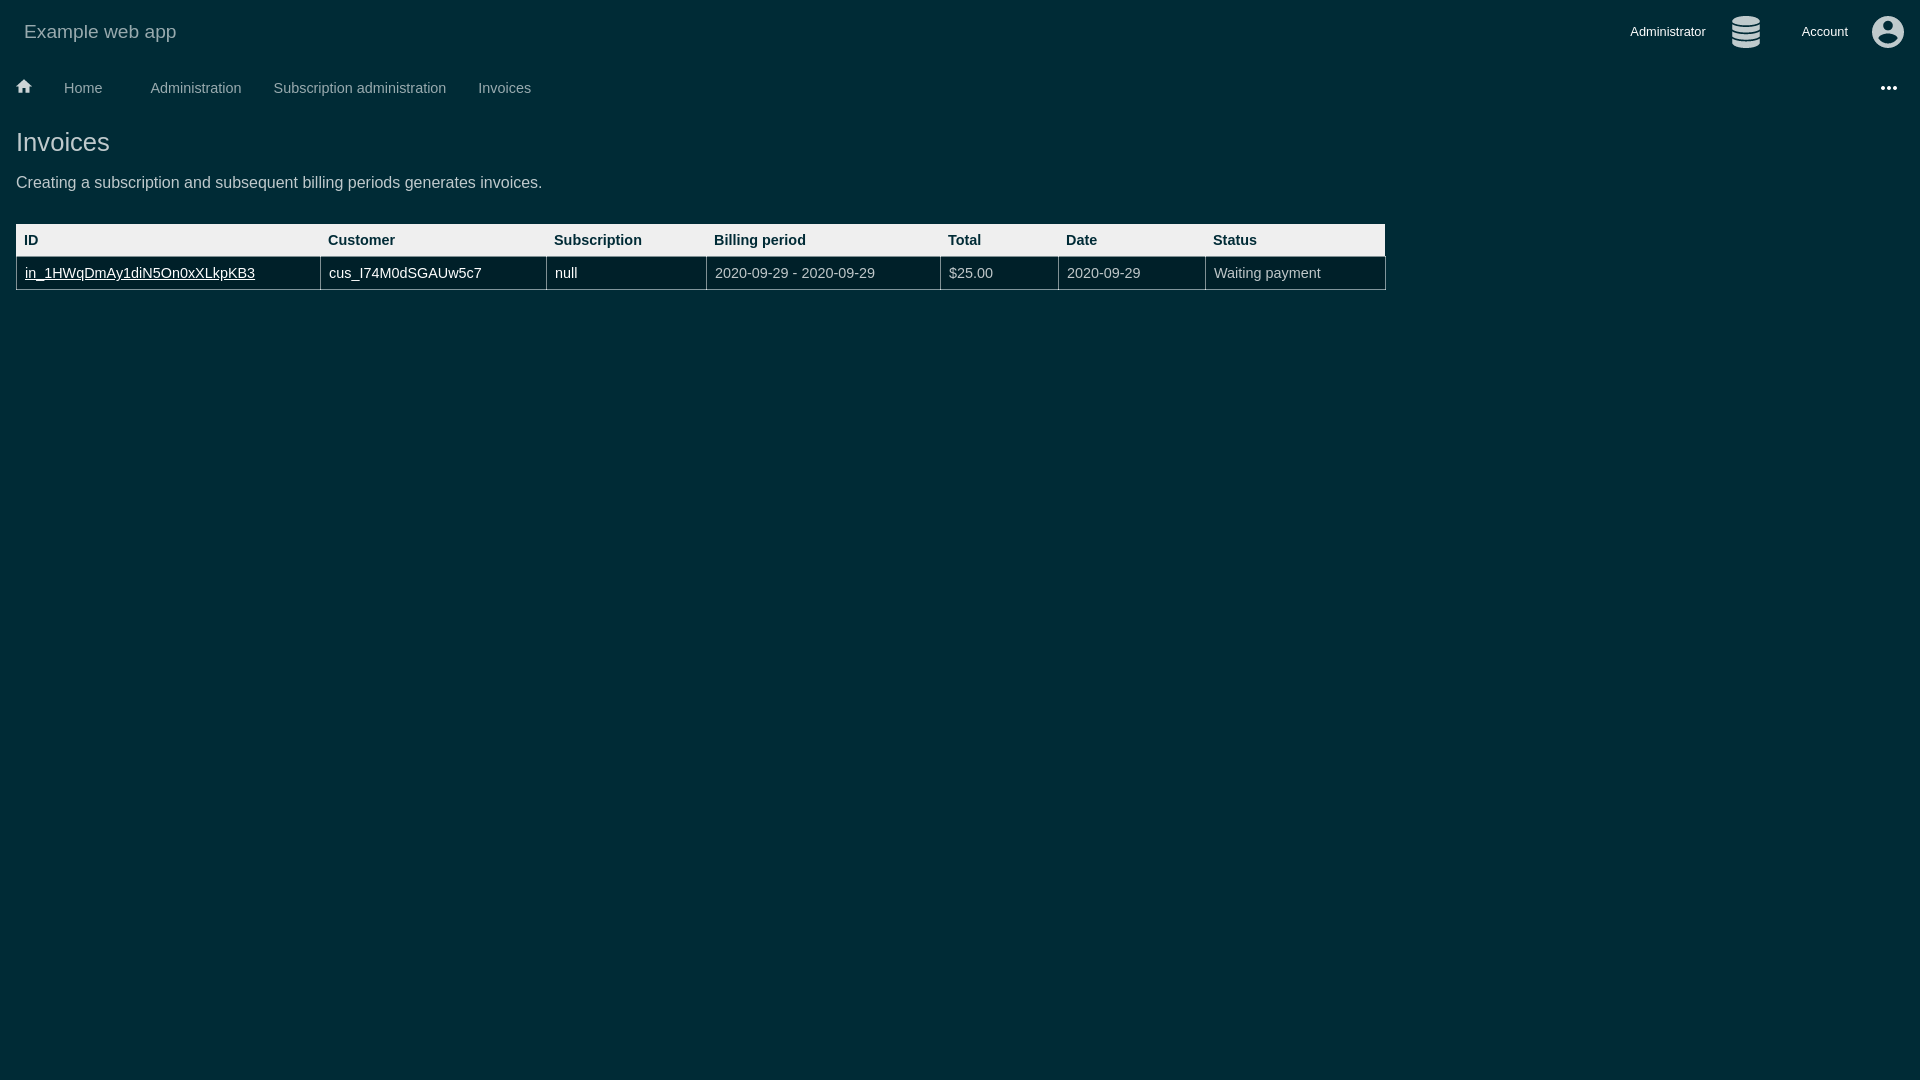 Example web app
Administrator
Account
Home Administration Subscription administration Invoices
Invoices
Creating a subscription and subsequent billing periods generates invoices.
ID Customer Subscription Billing period Total Date Status
in_1HWqDmAy1diN5On0xXLkpKB3 cus_I74M0dSGAUw5c7 null 2020-09-29 - 2020-09-29 $25.00 2020-09-29 Waiting payment